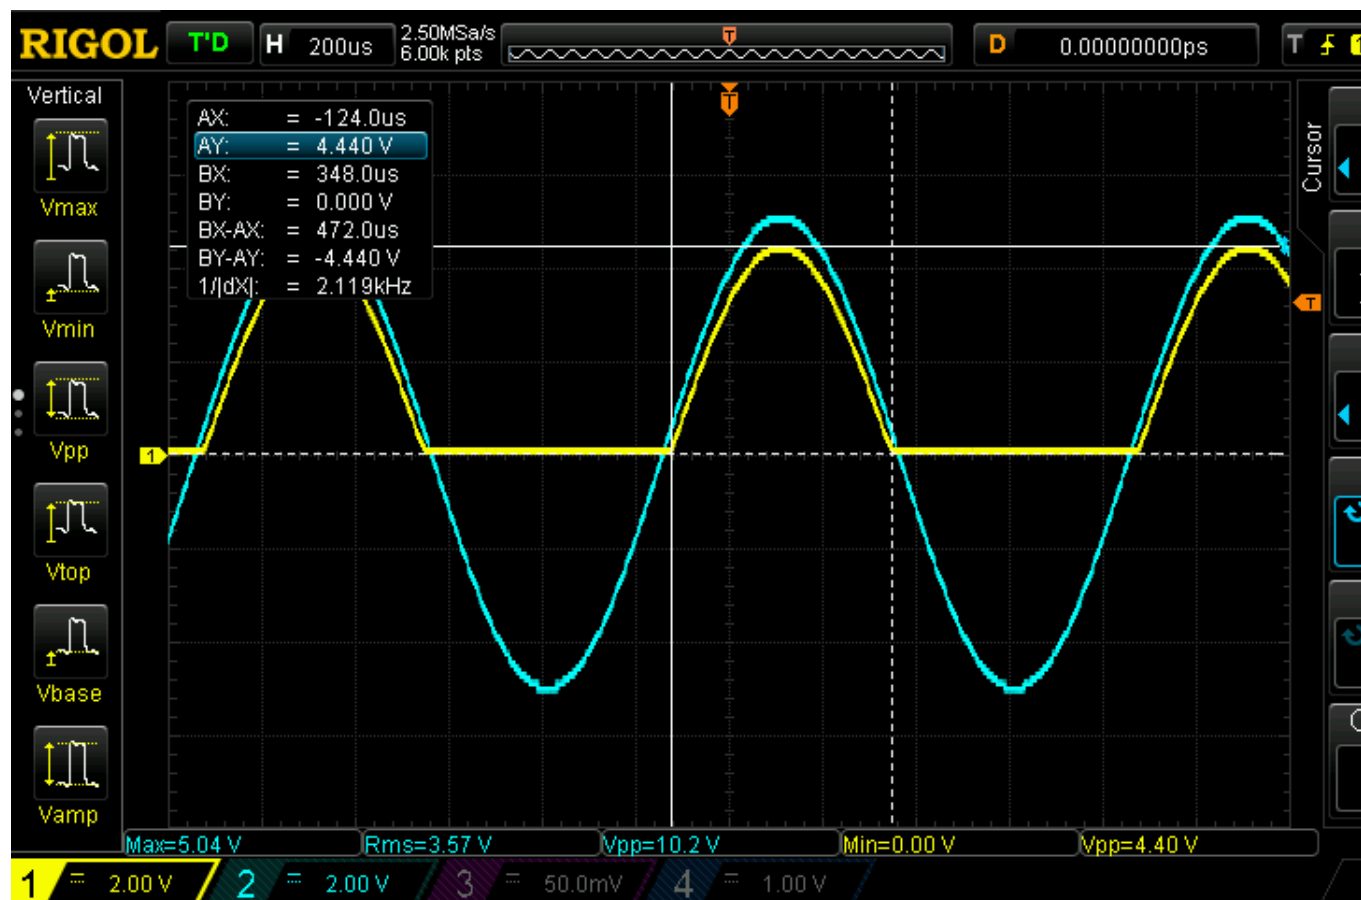 RIGOL T'D H 200us 2.50MSa/s D 0.00000000ps T 1
6.00k pts
T
Vertical
T
Cursor
AX: = -124.0us
AY: = 4.440 V
BX: = 348.0us
BY: = 0.000 V
BX-AX: = 472.0us
BY-AY: = -4.440 V
1/|dX|: = 2.119kHz
Vmax
Vmin
T
Vpp
1
Vtop
Vbase
Vamp
Max=5.04 V Rms=3.57 V Vpp=10.2 V Min=0.00 V Vpp=4.40 V
1 2.00 V 2 2.00 V 3 50.0mV 4 1.00 V